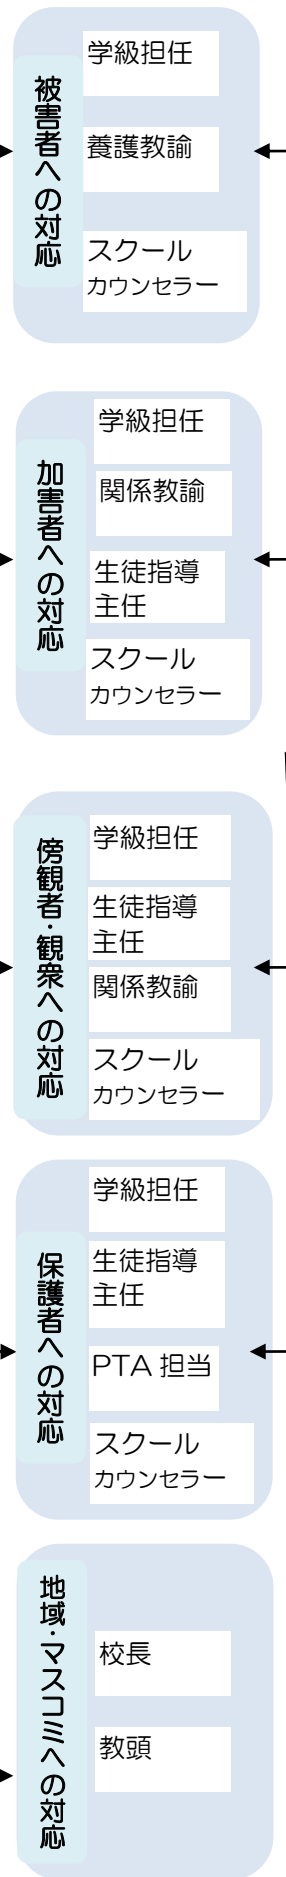 被害者への対応
学級担任
養護教諭
スクール
カウンセラー
加害者への対応
学級担任
関係教諭
生徒指導
主任
スクール
カウンセラー
傍観者・観衆への対応
学級担任
生徒指導
主任
関係教諭
スクール
カウンセラー
保護者への対応
学級担任
生徒指導
主任
PTA 担当
スクール
カウンセラー
地域・マスコミへの対応
校長
教頭